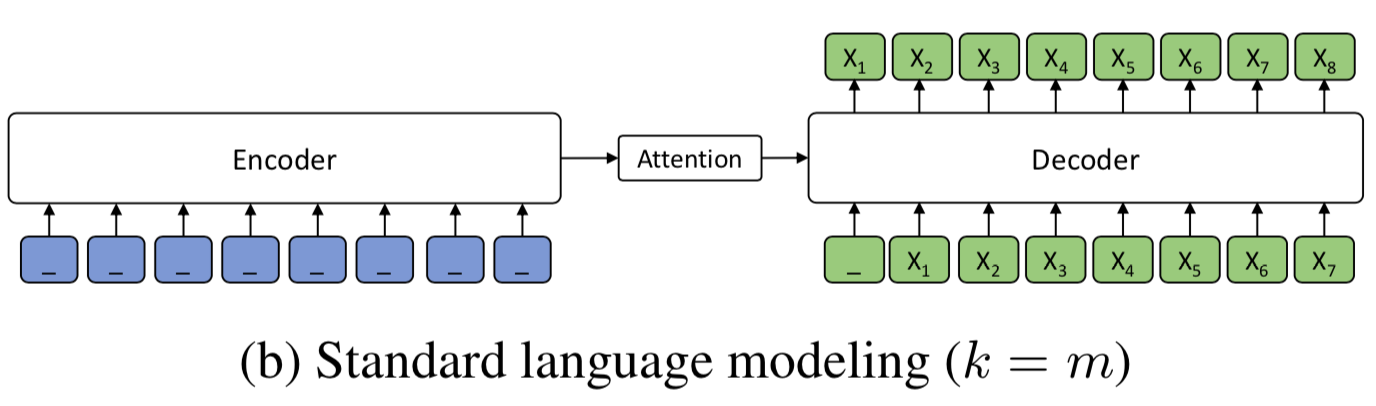 X₁ X₂ X₃ X₄ X₅ X₆ X₇ X₈
Encoder Attention Decoder
_ _ _ _ _ _ _ _ _ X₁ X₂ X₃ X₄ X₅ X₆ X₇
(b) Standard language modeling (k = m)